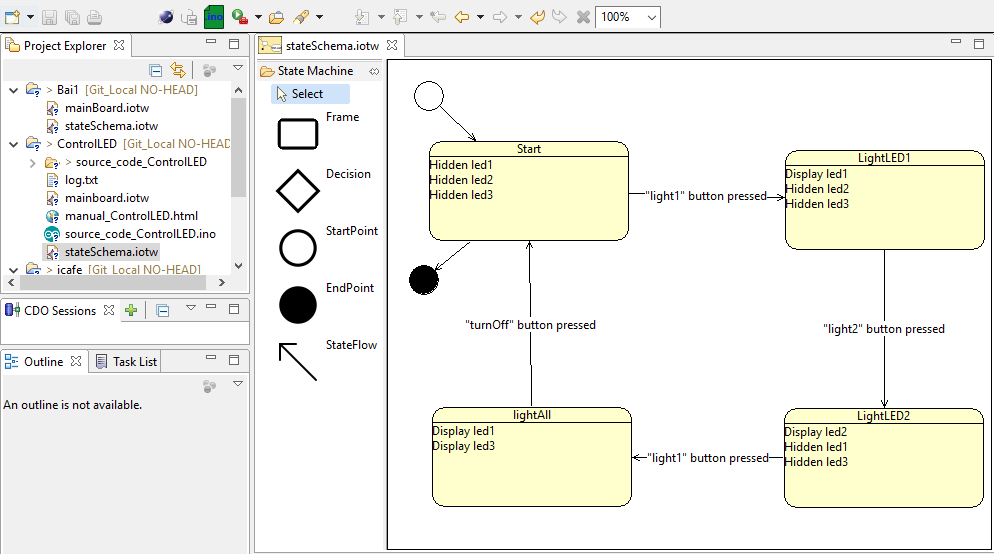 .ino
100%
Project Explorer
> Bai1 [Git_Local NO-HEAD]
mainBoard.iotw
stateSchema.iotw
> ControlLED [Git_Local NO-HEAD
> source_code_ControlLED
log.txt
mainboard.iotw
manual_ControlLED.html
source_code_ControlLED.ino
stateSchema.iotw
> icafe [Git_Local NO-HEAD]
CDO Sessions
Outline
Task List
An outline is not available.
stateSchema.iotw
State Machine
Select
Frame
Decision
StartPoint
EndPoint
StateFlow
Start
Hidden led1
Hidden led2
Hidden led3
"light1" button pressed
LightLED1
Display led1
Hidden led2
Hidden led3
"turnOff" button pressed
"light2" button pressed
lightAll
Display led1
Display led3
"light1" button pressed
LightLED2
Display led2
Hidden led1
Hidden led3